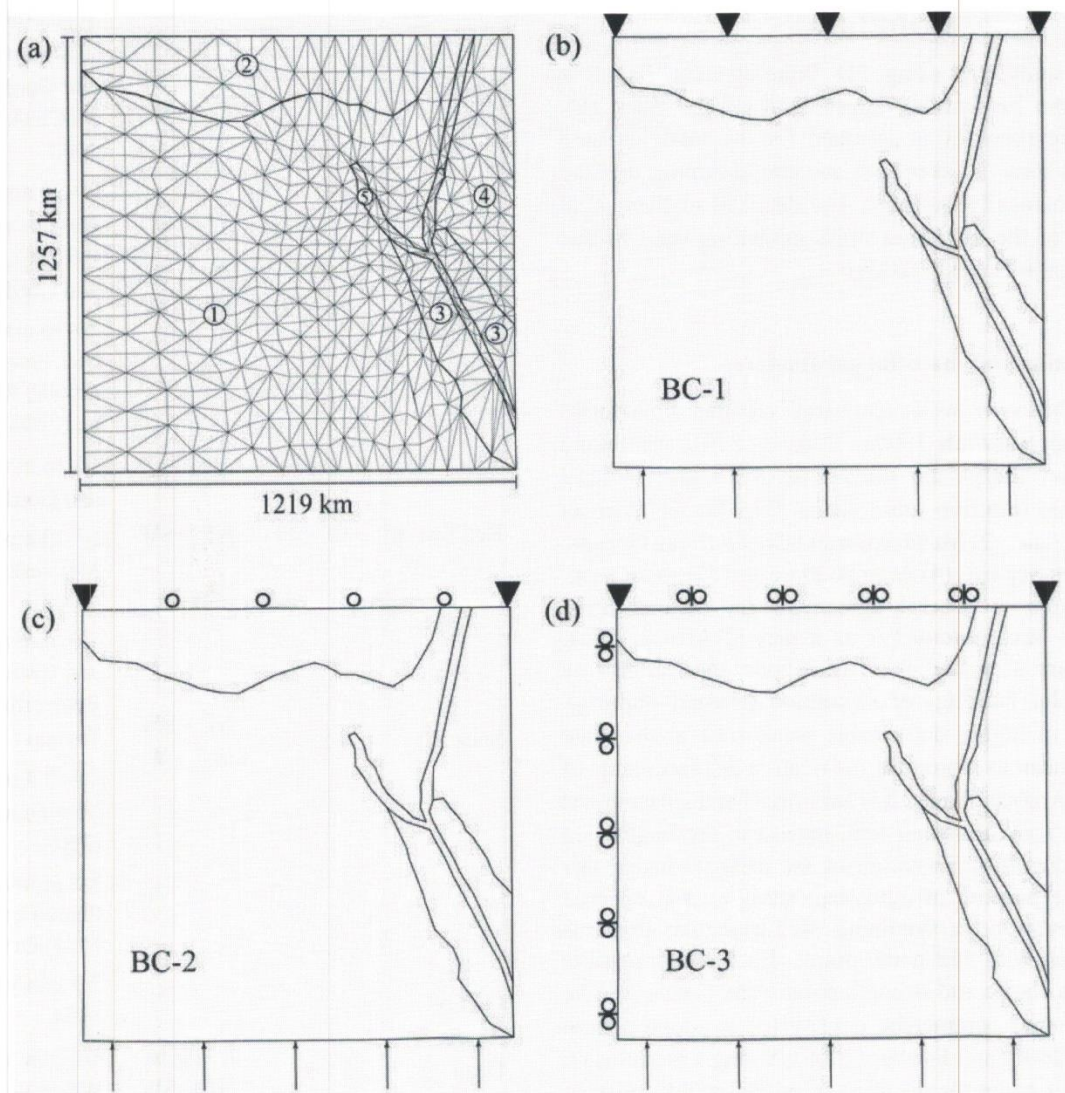 (a)
②
⑤
④
①
③
③
1257 km
1219 km
(b)
BC-1
(c)
BC-2
(d)
BC-3